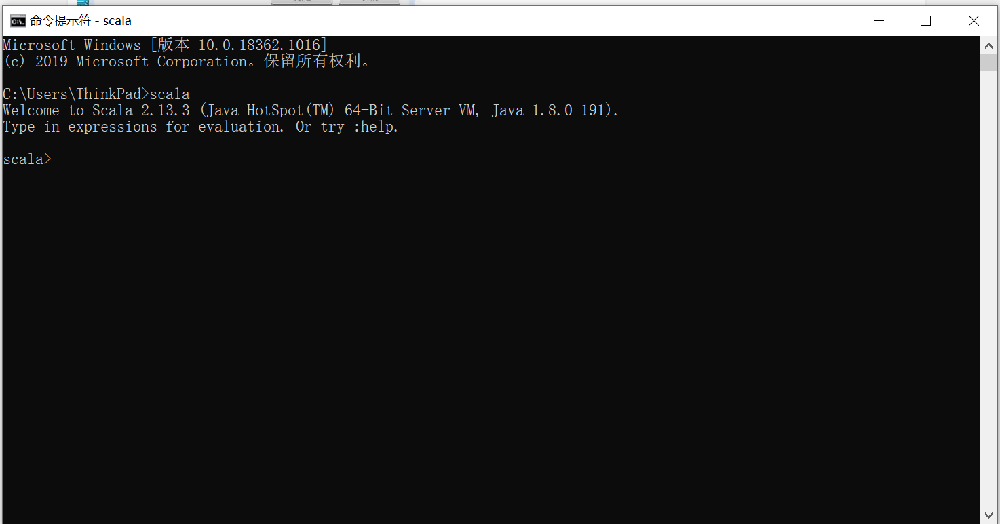 命令提示符 - scala
Microsoft Windows [版本 10.0.18362.1016]
(c) 2019 Microsoft Corporation。保留所有权利。
C:\Users\ThinkPad>scala
Welcome to Scala 2.13.3 (Java HotSpot(TM) 64-Bit Server VM, Java 1.8.0_191).
Type in expressions for evaluation. Or try :help.
scala>